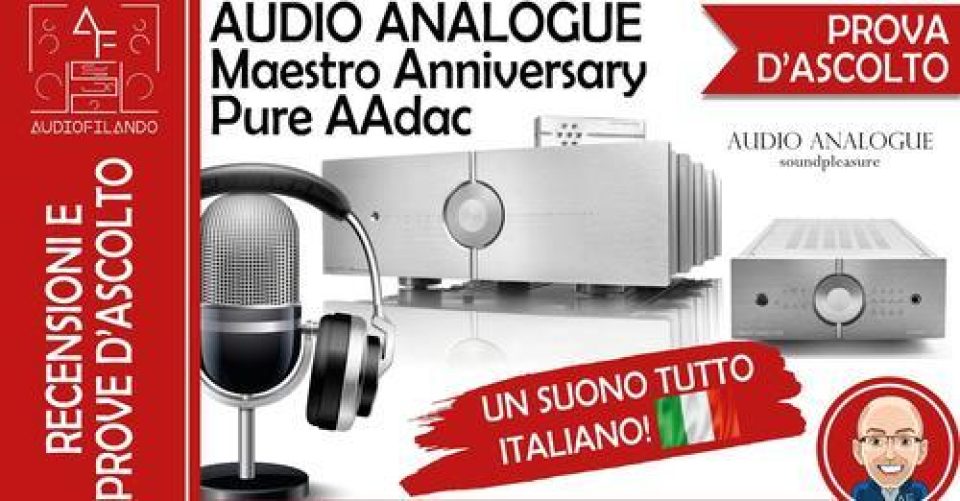 AUDIOFILANDO
RECENSIONI E
PROVE D'ASCOLTO
AUDIO ANALOGUE
Maestro Anniversary
Pure AAdac
PROVA
D'ASCOLTO
AUDIO ANALOGUE
soundpleasure
UN SUONO TUTTO
ITALIANO!